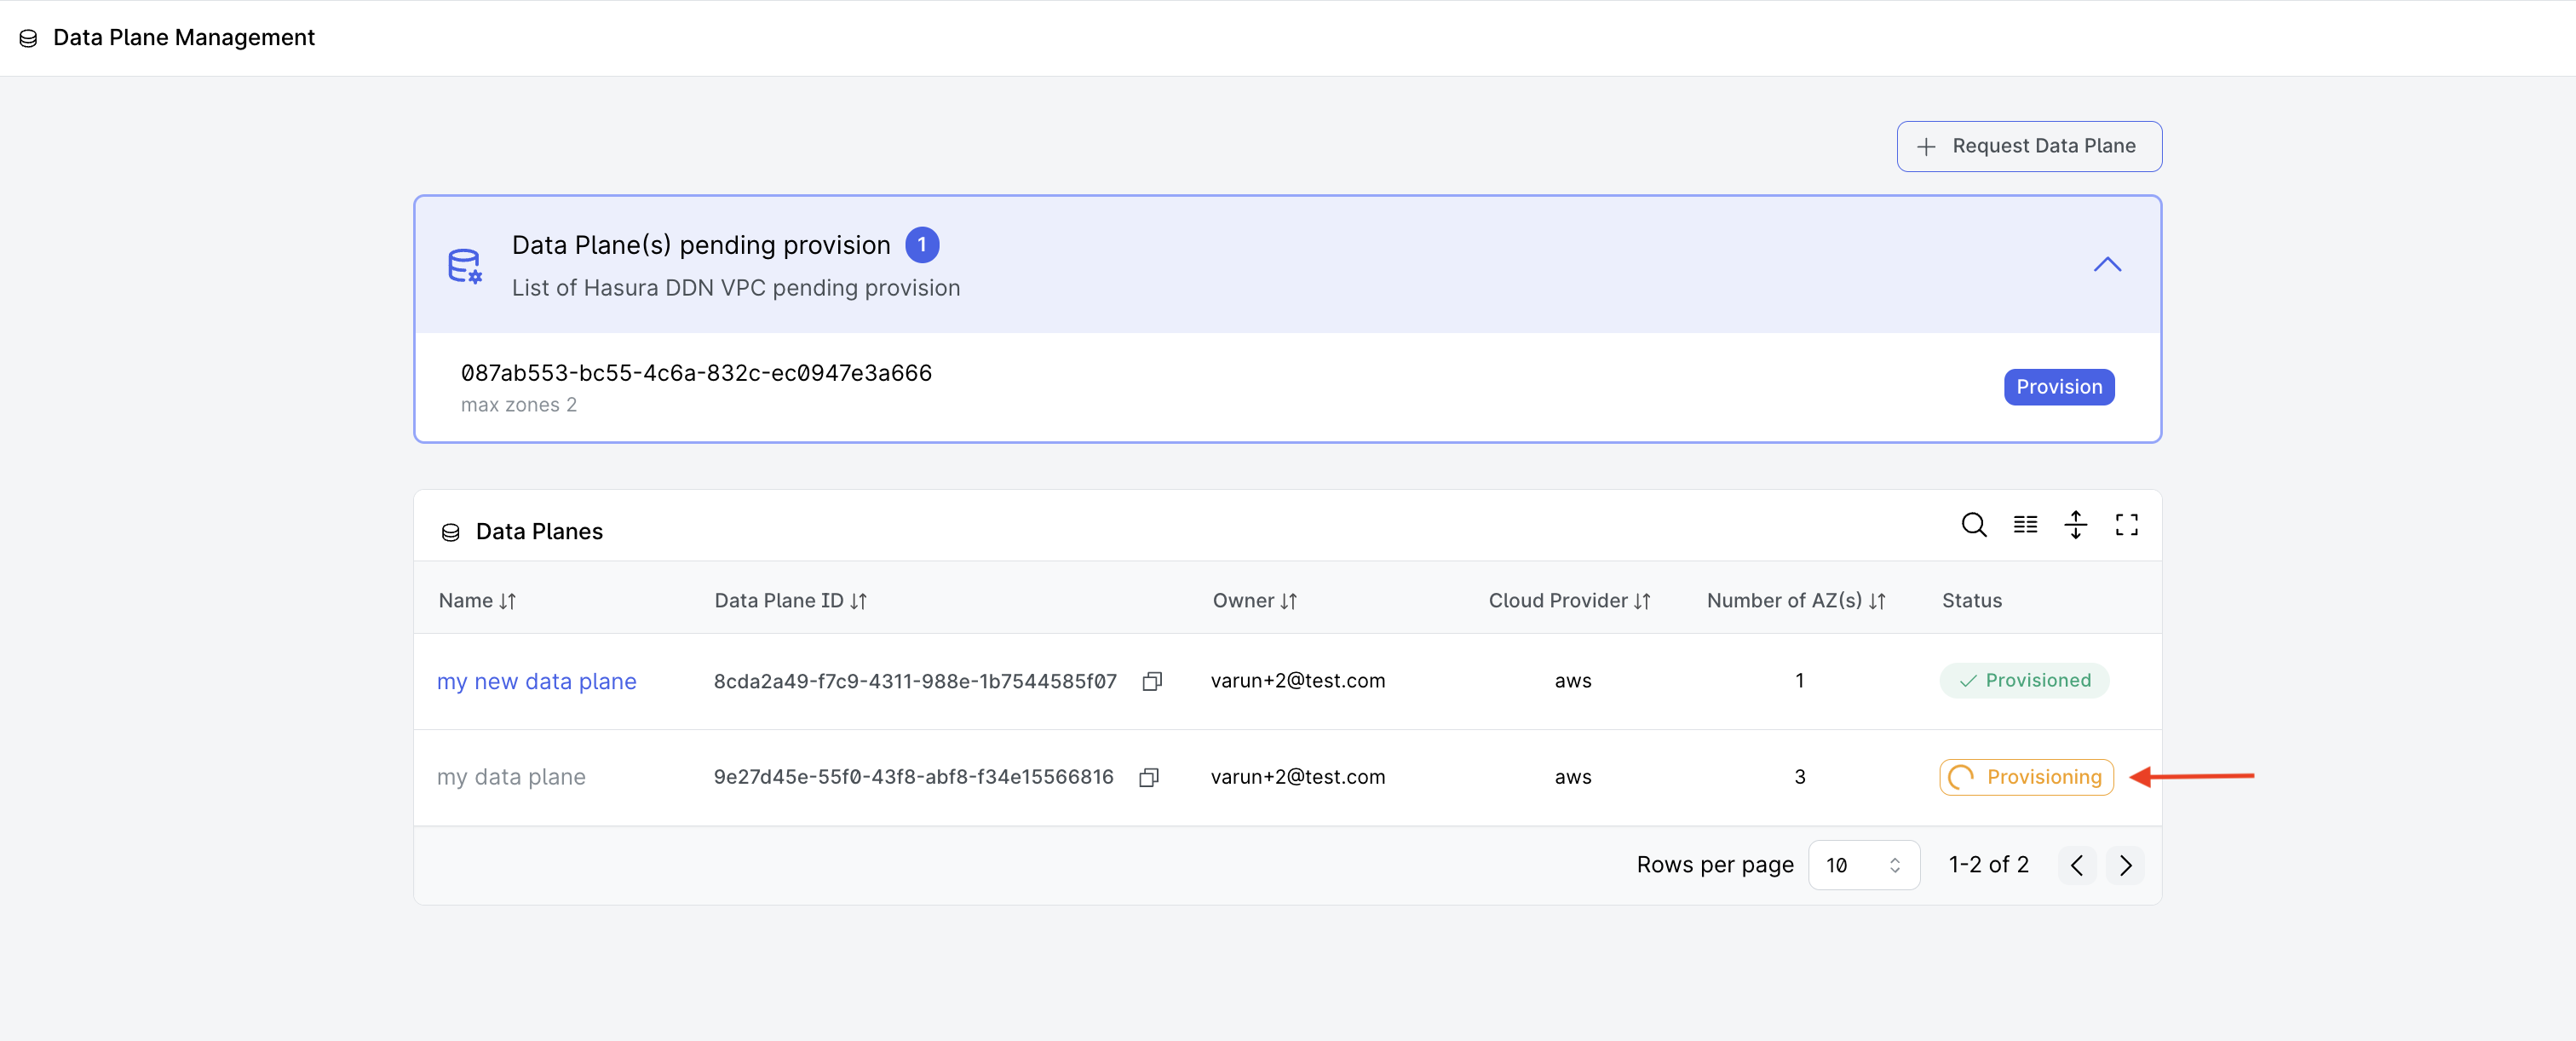 Data Plane Management
Request Data Plane
Data Plane(s) pending provision 1
List of Hasura DDN VPC pending provision
087ab553-bc55-4c6a-832c-ec0947e3a666
max zones 2
Provision
Data Planes
Name Data Plane ID Owner Cloud Provider Number of AZ(s) Status
my new data plane 8cda2a49-f7c9-4311-988e-1b7544585f07 varun+2@test.com aws 1 Provisioned
my data plane 9e27d45e-55f0-43f8-abf8-f34e15566816 varun+2@test.com aws 3 Provisioning
Rows per page 10 1-2 of 2